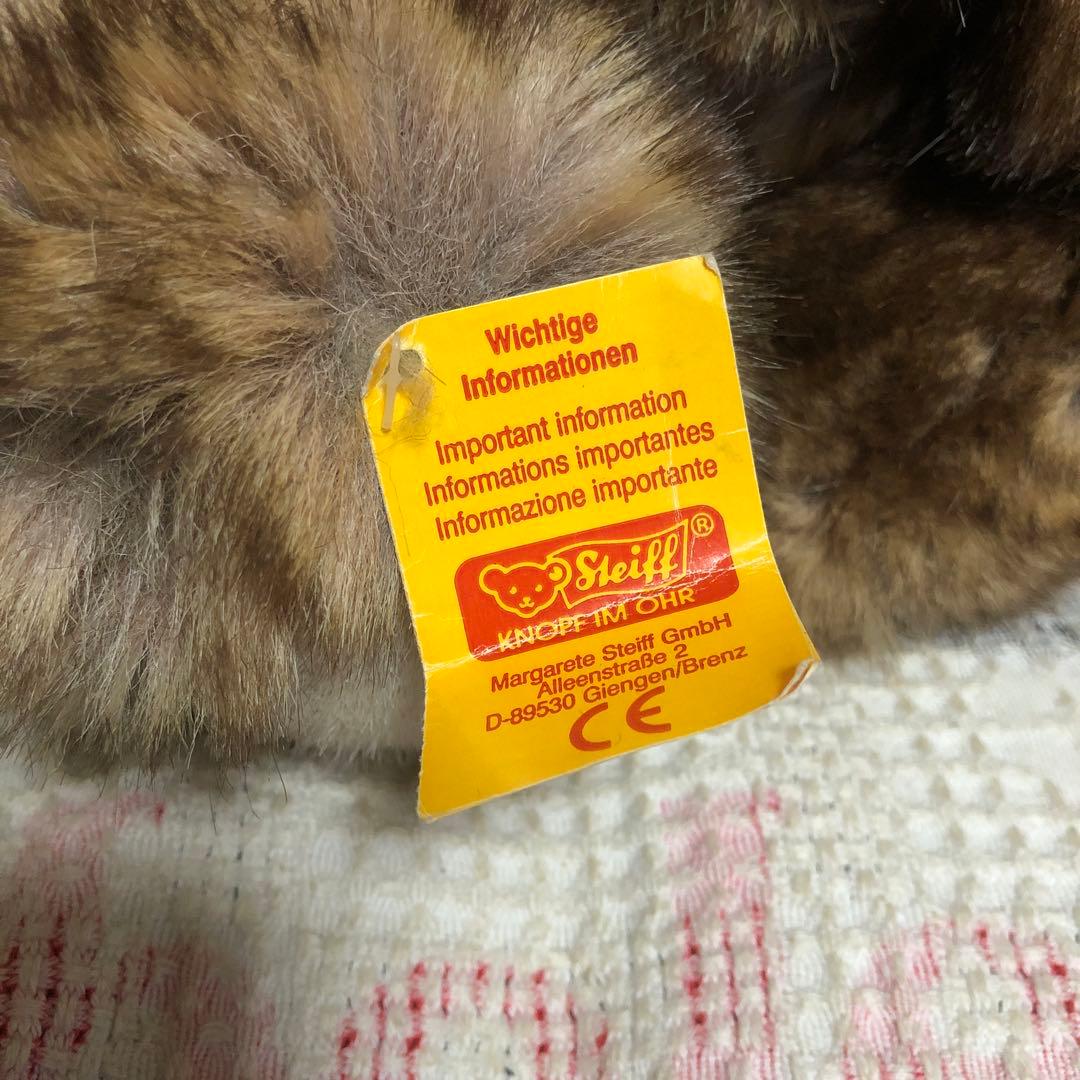 Wichtige
Informationen
Important information
Informations importantes
Informazione importante
Steiff®
KNOPF IM OHR
Margarete Steiff GmbH
Alleenstraße 2
D-89530 Giengen/Brenz
CE